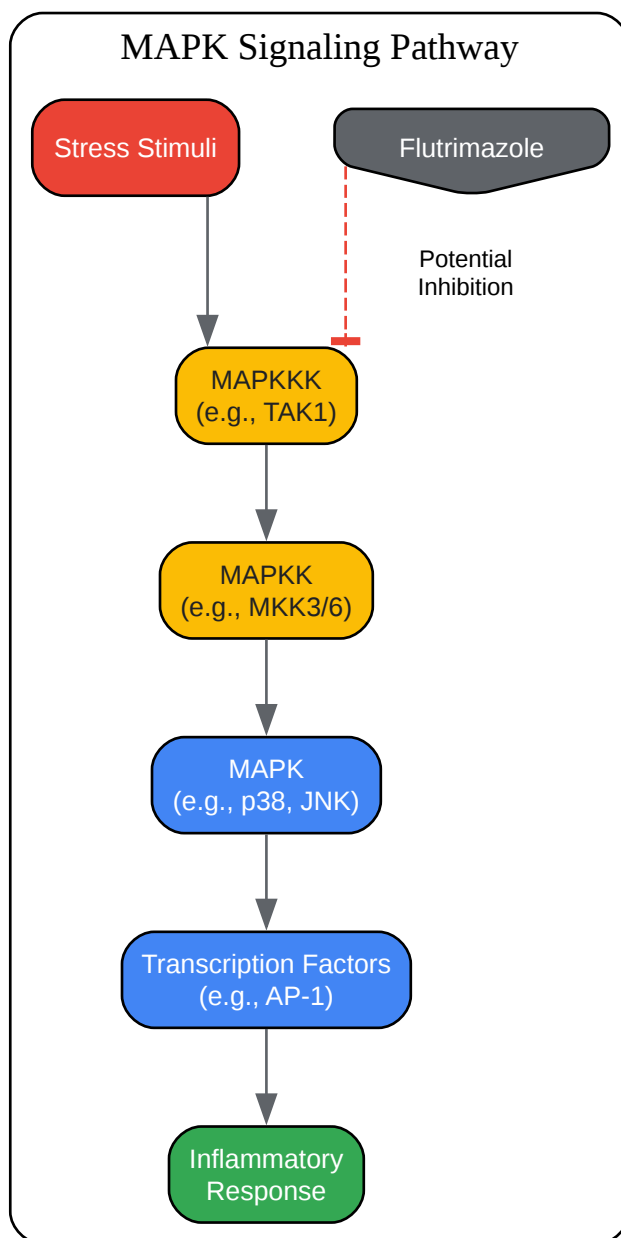 MAPK Signaling Pathway
Stress Stimuli
Flutrimazole
Potential
Inhibition
MAPKKK
(e.g., TAK1)
MAPKK
(e.g., MKK3/6)
MAPK
(e.g., p38, JNK)
Transcription Factors
(e.g., AP-1)
Inflammatory
Response